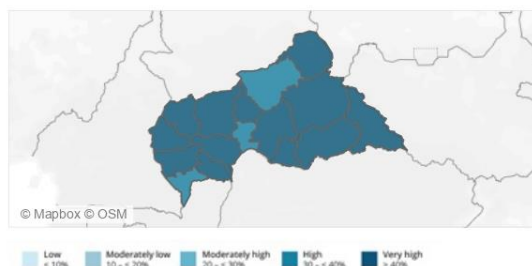 © Mapbox © OSM
Low
Moderately low
Moderately high
High
Very high
≤ 10%
10 – ≤ 20%
20 – ≤ 30%
30 – ≤ 40%
> 40%